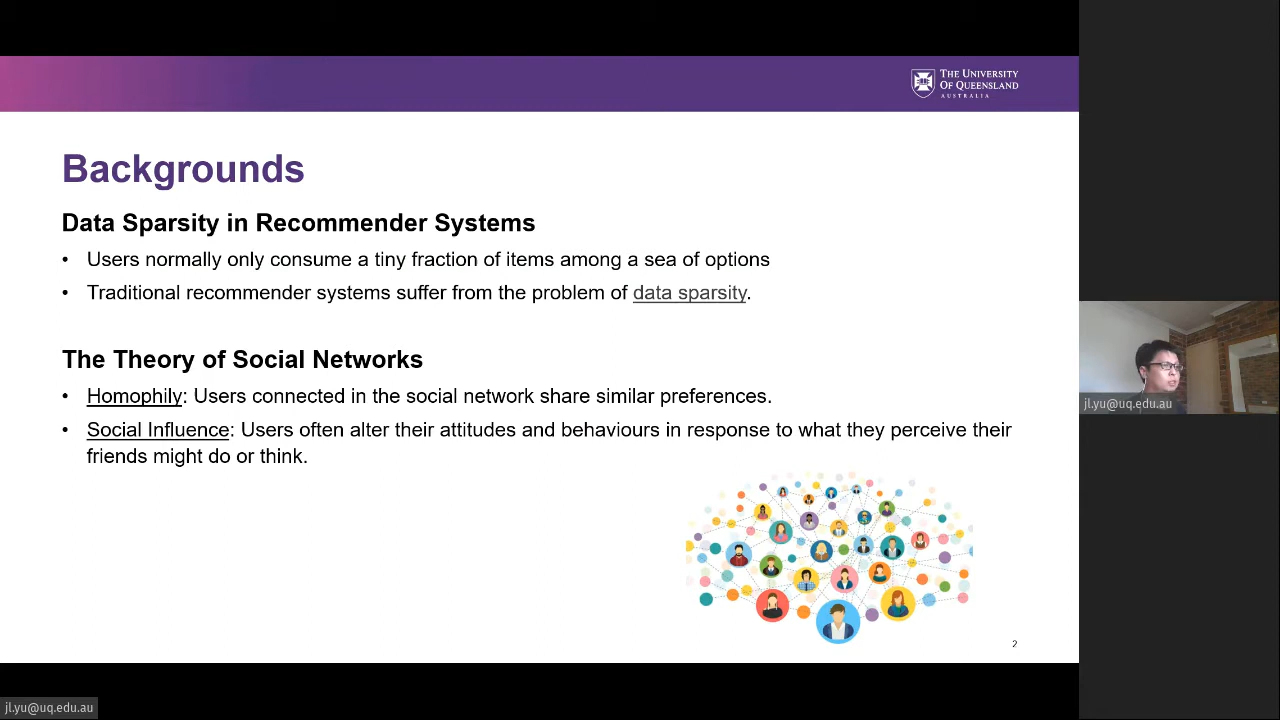 THE UNIVERSITY
OF QUEENSLAND
AUSTRALIA
Backgrounds
Data Sparsity in Recommender Systems
• Users normally only consume a tiny fraction of items among a sea of options
• Traditional recommender systems suffer from the problem of data sparsity.
The Theory of Social Networks
• Homophily: Users connected in the social network share similar preferences.
• Social Influence: Users often alter their attitudes and behaviours in response to what they perceive their
friends might do or think.
2
jl.yu@uq.edu.au
jl.yu@uq.edu.au